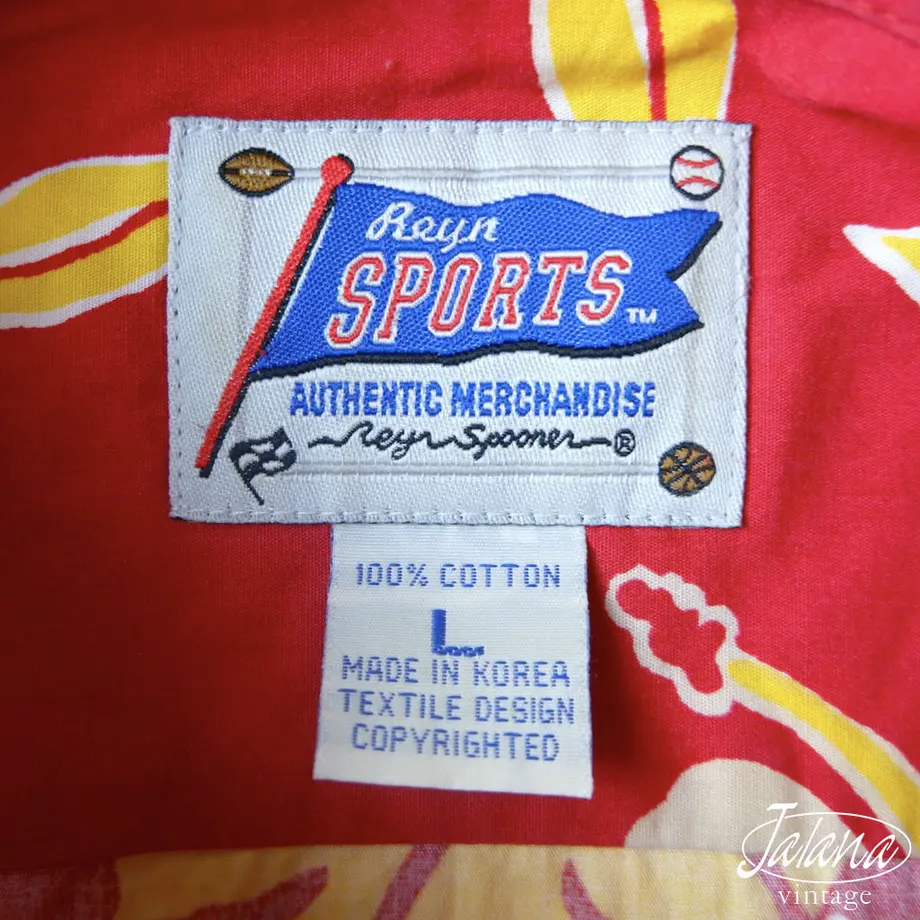 Reyn
SPORTS TM
AUTHENTIC MERCHANDISE
Reyn Spooner ®
100% COTTON
L
MADE IN KOREA
TEXTILE DESIGN
COPYRIGHTED
Jalana
vintage